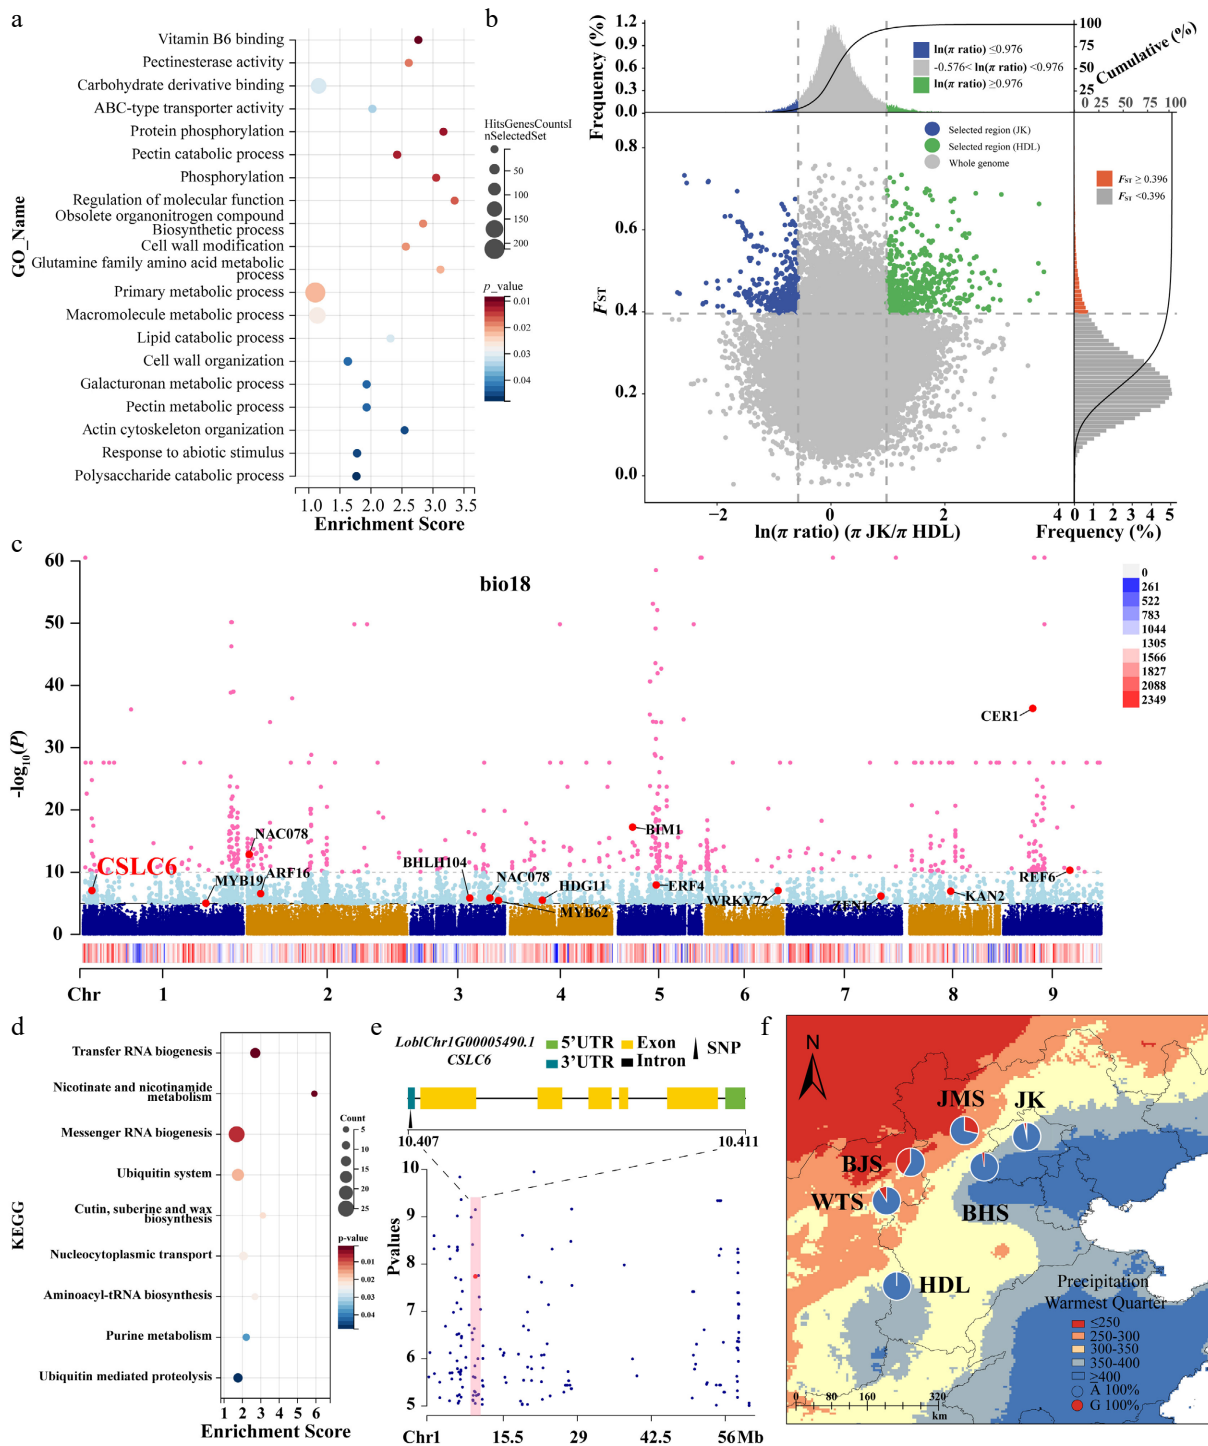 a
GO_Name
Vitamin B6 binding
Pectinesterase activity
Carbohydrate derivative binding
ABC-type transporter activity
Protein phosphorylation
Pectin catabolic process
Phosphorylation
Regulation of molecular function
Obsolete organonitrogen compound
Biosynthetic process
Cell wall modification
Glutamine family amino acid metabolic
process
Primary metabolic process
Macromolecule metabolic process
Lipid catabolic process
Cell wall organization
Galacturonan metabolic process
Pectin metabolic process
Actin cytoskeleton organization
Response to abiotic stimulus
Polysaccharide catabolic process
1.0 1.5 2.0 2.5 3.0 3.5
Enrichment Score
HitsGenesCountsI
nSelectedSet
50
100
150
200
p_value
0.01
0.02
0.03
0.04
b
Frequency (%)
1.2
0.9
0.6
0.3
0.0
ln(π ratio) ≤0.976
-0.576< ln(π ratio) <0.976
ln(π ratio) ≥0.976
100
75
50
25
0
Cumulative (%)
0 25 50 75 100
Selected region (JK)
Selected region (HDL)
Whole genome
FST ≥ 0.396
FST <0.396
FST
0.8
0.6
0.4
0.2
0.0
−2 0 2 4
ln(π ratio) (π JK/π HDL)
0 1 2 3 4 5
Frequency (%)
c
bio18
-log10(P)
60
50
40
30
20
10
0
0
261
522
783
1044
1305
1566
1827
2088
2349
CER1
NAC078
BIM1
CSLC6
MYB19
ARF16
BHLH104
NAC078
HDG11
MYB62
ERF4
WRKY72
KAN2
REF6
Chr 1 2 3 4 5 6 7 8 9
d
KEGG
Transfer RNA biogenesis
Nicotinate and nicotinamide
metabolism
Messenger RNA biogenesis
Ubiquitin system
Cutin, suberine and wax
biosynthesis
Nucleocytoplasmic transport
Aminoacyl-tRNA biosynthesis
Purine metabolism
Ubiquitin mediated proteolysis
1 2 3 4 5 6
Enrichment Score
Count
5
10
15
20
25
p-value
0.01
0.02
0.03
0.04
e
LoblChr1G00005490.1
CSLC6
5’UTR
3’UTR
Exon
Intron
SNP
10.407
10.411
Pvalues
10
9
8
7
6
5
Chr1 15.5 29 42.5 56Mb
f
N
JMS
JK
BJS
WTS
BHS
HDL
Precipitation
Warmest Quarter
≤250
250-300
300-350
350-400
≥400
A 100%
G 100%
0 80 160 320
km